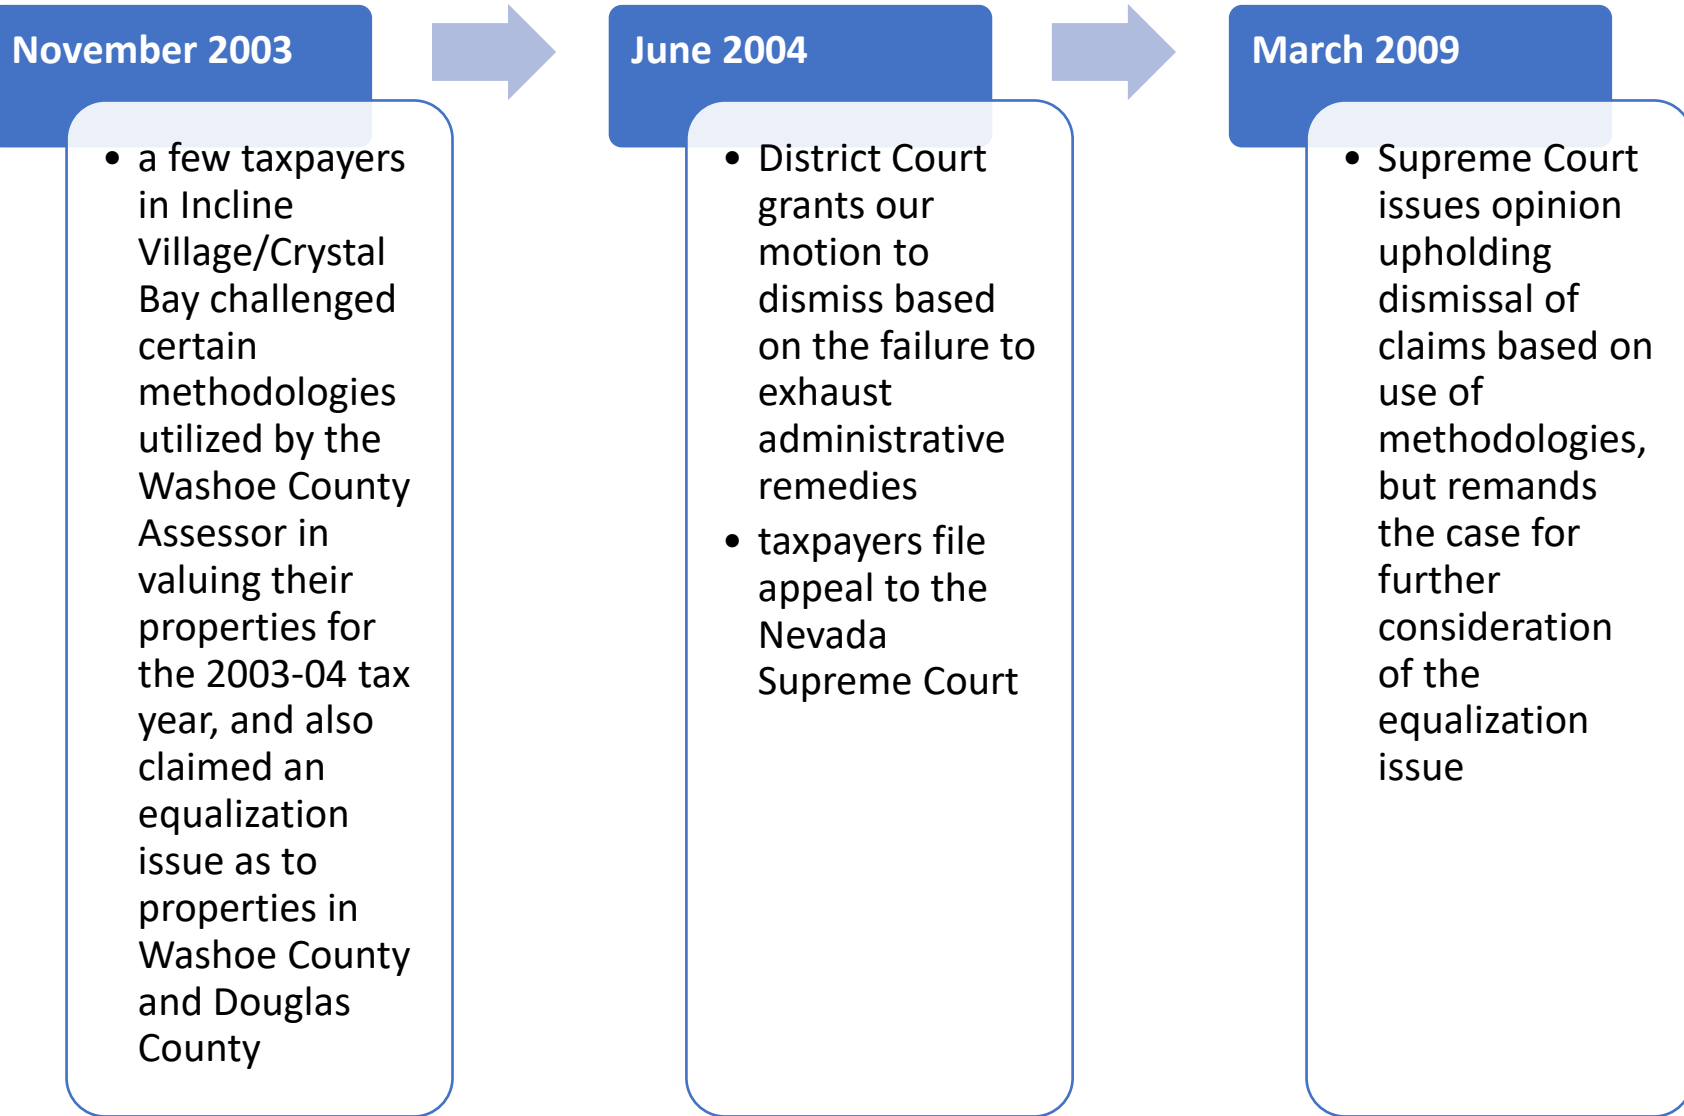 November 2003
• a few taxpayers
in Incline
Village/Crystal
Bay challenged
certain
methodologies
utilized by the
Washoe County
Assessor in
valuing their
properties for
the 2003-04 tax
year, and also
claimed an
equalization
issue as to
properties in
Washoe County
and Douglas
County
June 2004
• District Court
grants our
motion to
dismiss based
on the failure to
exhaust
administrative
remedies
• taxpayers file
appeal to the
Nevada
Supreme Court
March 2009
• Supreme Court
issues opinion
upholding
dismissal of
claims based on
use of
methodologies,
but remands
the case for
further
consideration
of the
equalization
issue